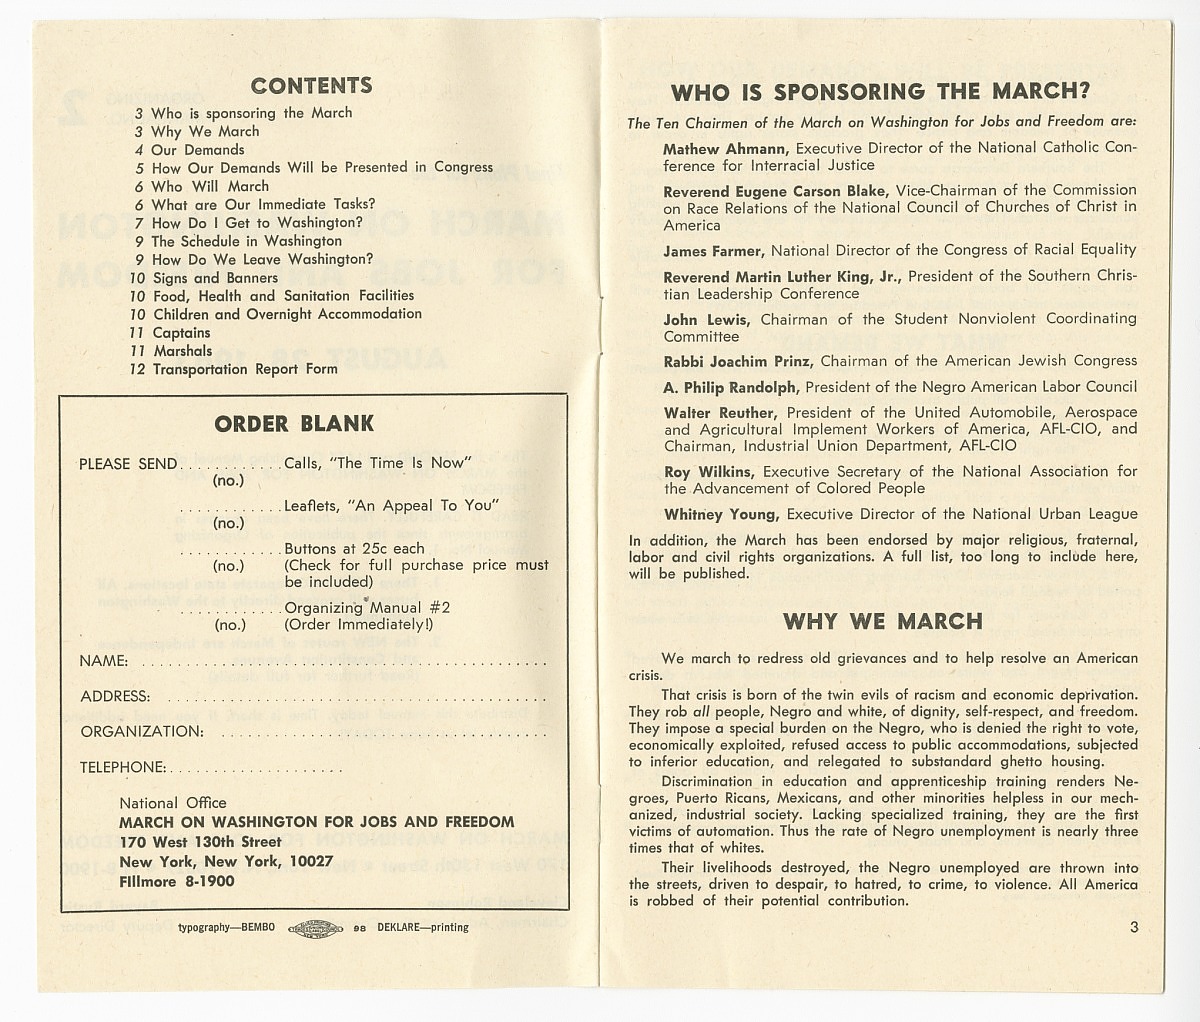 CONTENTS
3 Who is sponsoring the March
3 Why We March
4 Our Demands
5 How Our Demands Will be Presented in Congress
6 Who Will March
6 What are Our Immediate Tasks?
7 How Do I Get to Washington?
9 The Schedule in Washington
9 How Do We Leave Washington?
10 Signs and Banners
10 Food, Health and Sanitation Facilities
10 Children and Overnight Accommodation
11 Captains
11 Marshals
12 Transportation Report Form
ORDER BLANK
PLEASE SEND . . . . . . . . . . . . Calls, "The Time Is Now"
(no.)
. . . . . . . . . . . . Leaflets, "An Appeal To You"
(no.)
. . . . . . . . . . . . Buttons at 25c each
(no.) (Check for full purchase price must
be included)
. . . . . . . . . . . . Organizing Manual #2
(no.) (Order Immediately!)
NAME: . . . . . . . . . . . . . . . . . . . . . . . . . . . . . .
ADDRESS: . . . . . . . . . . . . . . . . . . . . . . . . . . . .
ORGANIZATION: . . . . . . . . . . . . . . . . . . . . . . . .
TELEPHONE: . . . . . . . . . . . . . . . . . .
National Office
MARCH ON WASHINGTON FOR JOBS AND FREEDOM
170 West 130th Street
New York, New York, 10027
FIllmore 8-1900
typography—BEMBO 98 DEKLARE—printing
WHO IS SPONSORING THE MARCH?
The Ten Chairmen of the March on Washington for Jobs and Freedom are:
Mathew Ahmann, Executive Director of the National Catholic Con-
ference for Interracial Justice
Reverend Eugene Carson Blake, Vice-Chairman of the Commission
on Race Relations of the National Council of Churches of Christ in
America
James Farmer, National Director of the Congress of Racial Equality
Reverend Martin Luther King, Jr., President of the Southern Chris-
tian Leadership Conference
John Lewis, Chairman of the Student Nonviolent Coordinating
Committee
Rabbi Joachim Prinz, Chairman of the American Jewish Congress
A. Philip Randolph, President of the Negro American Labor Council
Walter Reuther, President of the United Automobile, Aerospace
and Agricultural Implement Workers of America, AFL-CIO, and
Chairman, Industrial Union Department, AFL-CIO
Roy Wilkins, Executive Secretary of the National Association for
the Advancement of Colored People
Whitney Young, Executive Director of the National Urban League
In addition, the March has been endorsed by major religious, fraternal,
labor and civil rights organizations. A full list, too long to include here,
will be published.
WHY WE MARCH
We march to redress old grievances and to help resolve an American
crisis.
That crisis is born of the twin evils of racism and economic deprivation.
They rob all people, Negro and white, of dignity, self-respect, and freedom.
They impose a special burden on the Negro, who is denied the right to vote,
economically exploited, refused access to public accommodations, subjected
to inferior education, and relegated to substandard ghetto housing.
Discrimination in education and apprenticeship training renders Ne-
groes, Puerto Ricans, Mexicans, and other minorities helpless in our mech-
anized, industrial society. Lacking specialized training, they are the first
victims of automation. Thus the rate of Negro unemployment is nearly three
times that of whites.
Their livelihoods destroyed, the Negro unemployed are thrown into
the streets, driven to despair, to hatred, to crime, to violence. All America
is robbed of their potential contribution.
3